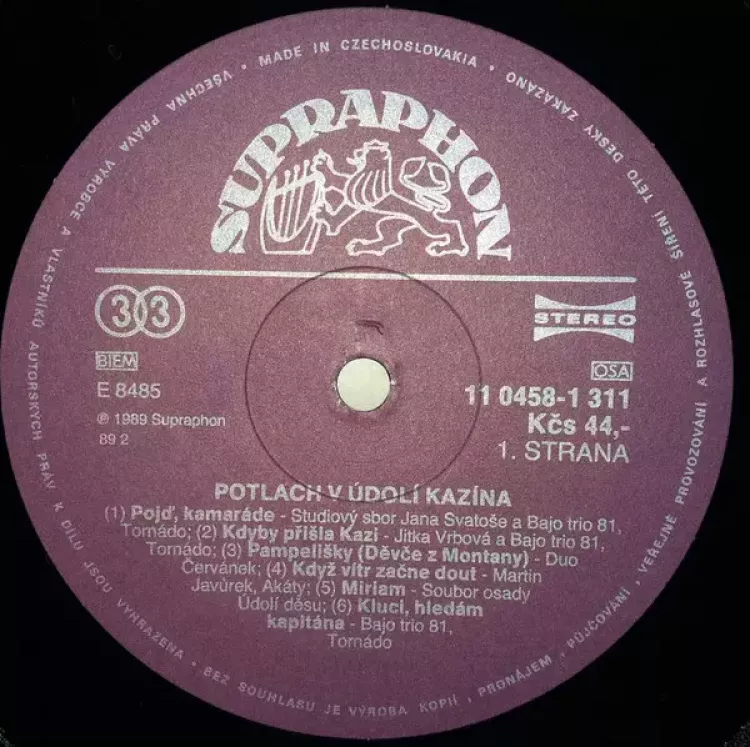 • MADE IN CZECHOSLOVAKIA •
VŠECHNA PRÁVA VÝROBCE A VLASTNÍKŮ AUTORSKÝCH PRÁV K DÍLU JSOU VYHRAZENA • BEZ SOUHLASU JE VÝROBA KOPIÍ, PRONÁJEM, PŮJČOVÁNÍ, VEŘEJNÉ PROVOZOVÁNÍ A ROZHLASOVÉ ŠÍŘENÍ TÉTO DESKY ZAKÁZÁNO
SUPRAPHON
33
STEREO
BIEM
OSA
E 8485
11 0458-1 311
℗ 1989 Supraphon
Kčs 44,-
89 2
1. STRANA
POTLACH V ÚDOLÍ KAZÍNA
(1) Pojď, kamaráde - Studiový sbor Jana Svatoše a Bajo trio 81,
Tornádo; (2) Kdyby přišla Kazi - Jitka Vrbová a Bajo trio 81,
Tornádo; (3) Pampelišky (Děvče z Montany) - Duo
Červánek; (4) Když vítr začne dout - Martin
Javůrek, Akáty; (5) Miriam - Soubor osady
Údolí děsu; (6) Kluci, hledám
kapitána - Bajo trio 81,
Tornádo